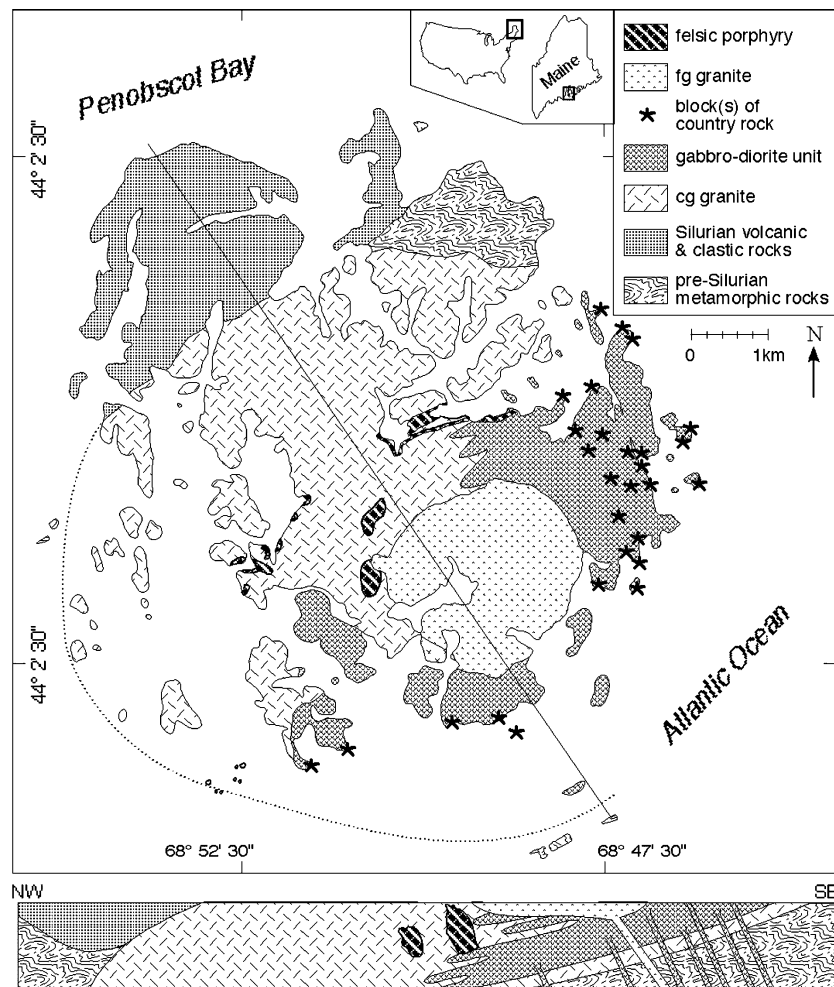 Penobscot Bay
Maine
felsic porphyry
fg granite
block(s) of
country rock
gabbro-diorite unit
cg granite
Silurian volcanic
& clastic rocks
pre-Silurian
metamorphic rocks
44° 2' 30"
0 1km
N
44° 2' 30"
Atlantic Ocean
68° 52' 30"
68° 47' 30"
NW
SE